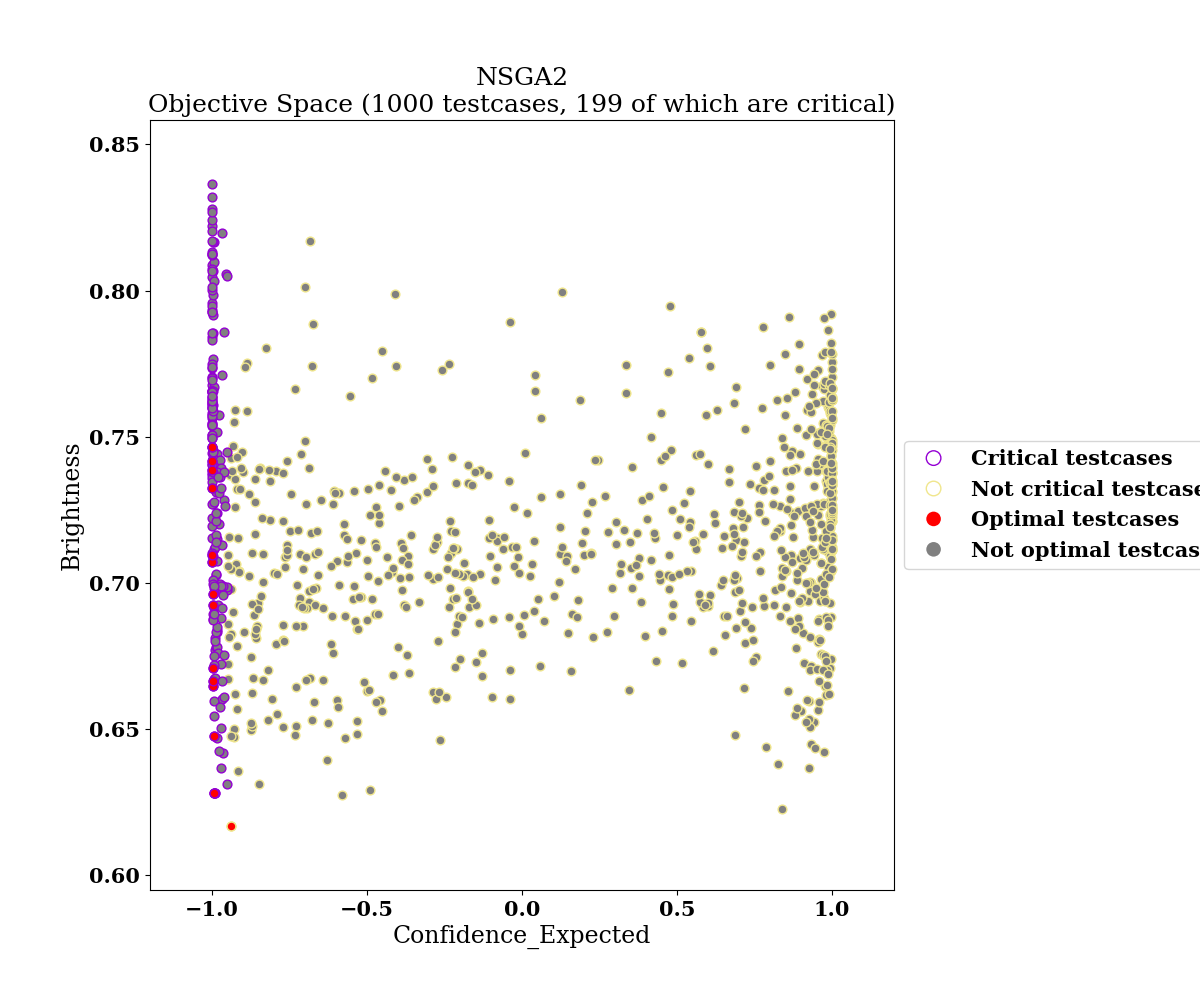 NSGA2
Objective Space (1000 testcases, 199 of which are critical)
0.85
0.80
0.75
0.70
0.65
0.60
Brightness
−1.0
−0.5
0.0
0.5
1.0
Confidence_Expected
Critical testcases
Not critical testcase
Optimal testcases
Not optimal testcas